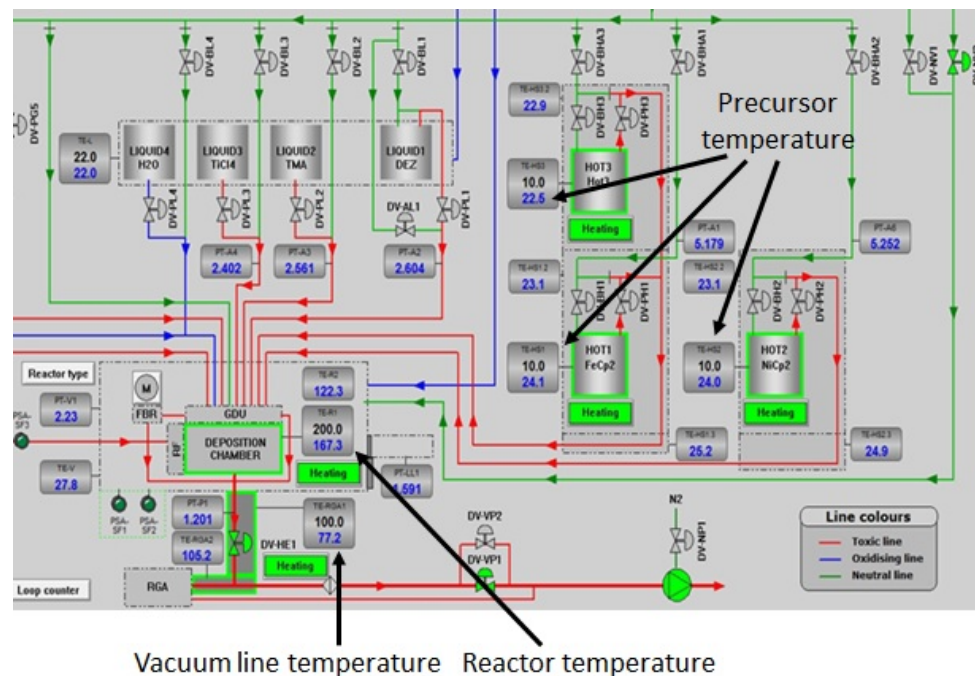 DV-BL4
DV-BL3
DV-BL2
DV-BL1
DV-BHA3
DV-BHA1
DV-BHA2
DV-NV1
DV-PG5
TE-L
22.0
22.0
LIQUID4
H2O
LIQUID3
TiCl4
LIQUID2
TMA
LIQUID1
DEZ
DV-PL4
DV-PL3
DV-PL2
DV-AL1
DV-PL1
PT-A4
2.402
PT-A3
2.561
PT-A2
2.604
TE-HS3.2
22.9
DV-BH3
DV-PH3
TE-HS3
10.0
22.5
HOT3
Hot3
Heating
Precursor
temperature
PT-A1
5.179
PT-A6
5.252
TE-HS1.2
23.1
DV-BH1
DV-PH1
TE-HS2.2
23.1
DV-BH2
DV-PH2
TE-HS1
10.0
24.1
HOT1
FeCp2
Heating
TE-HS2
10.0
24.0
HOT2
NiCp2
Heating
TE-HS1.3
25.2
TE-HS2.3
24.9
Reactor type
PT-V1
2.23
PSA-
SF3
TE-V
27.8
M
FBR
GDU
RF
DEPOSITION
CHAMBER
TE-R2
122.3
TE-R1
200.0
167.3
Heating
PT-LL1
1.591
PSA-
SF1
PSA-
SF2
PT-P1
1.201
TE-RGA2
105.2
TE-RGA1
100.0
77.2
DV-HE1
Heating
DV-VP2
DV-VP1
N2
DV-NP1
Loop counter
RGA
Line colours
Toxic line
Oxidising line
Neutral line
Vacuum line temperature
Reactor temperature